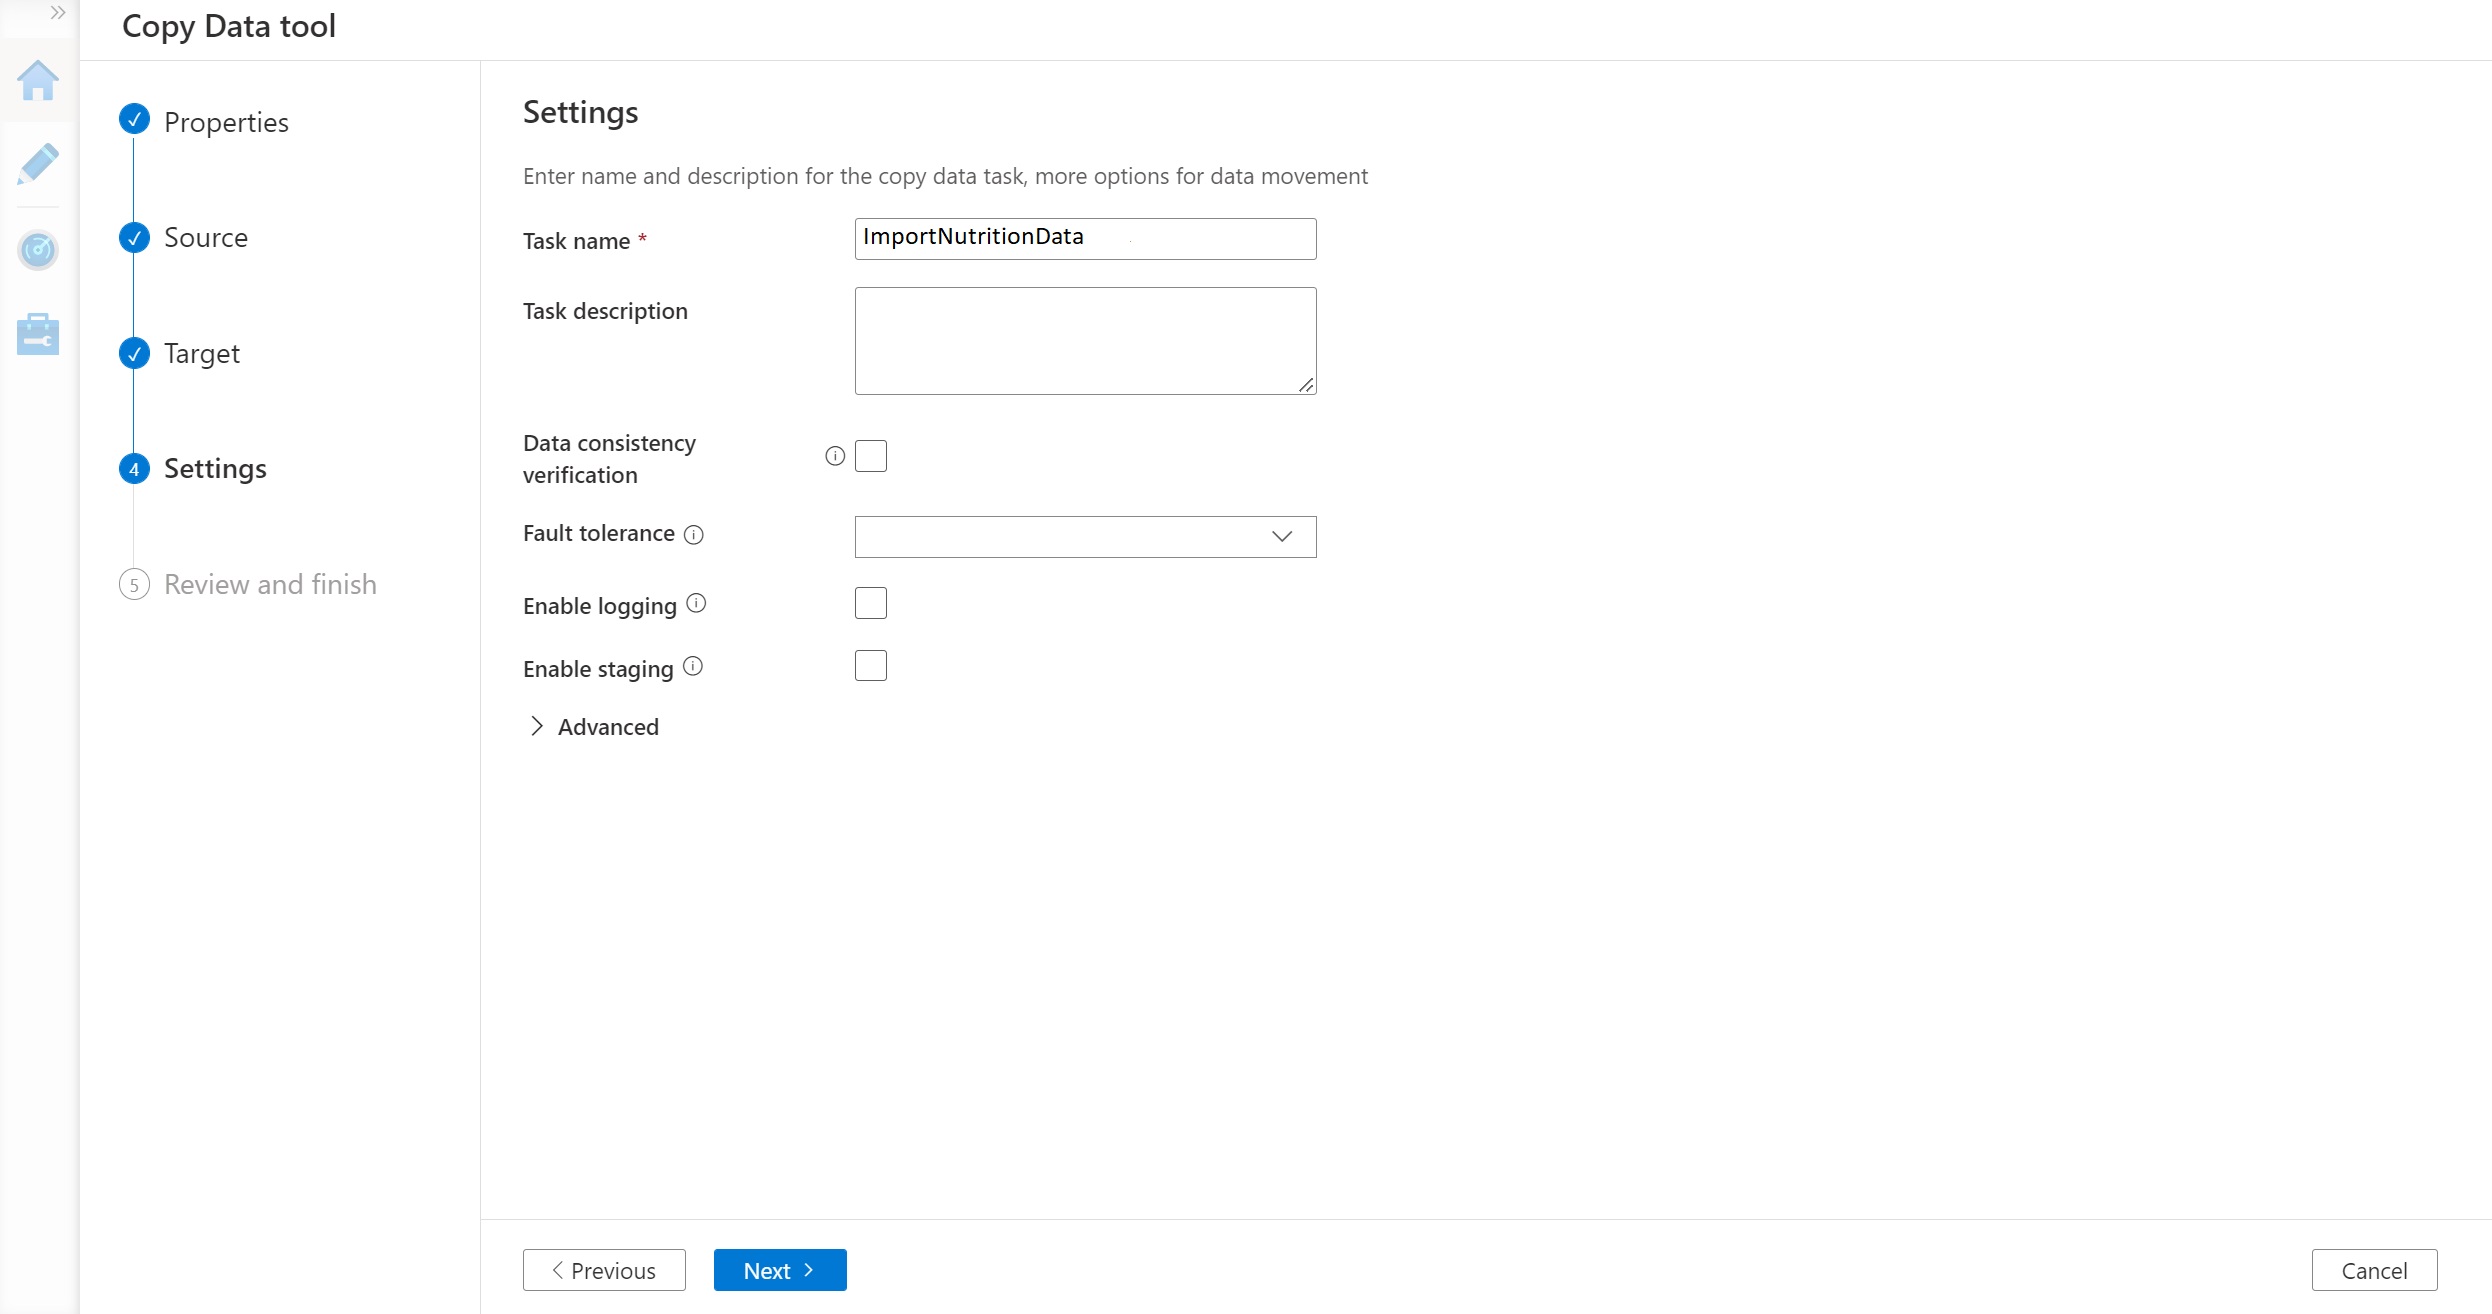 Copy Data tool
Properties
Source
Target
4 Settings
5 Review and finish
Settings
Enter name and description for the copy data task, more options for data movement
Task name *
ImportNutritionData
Task description
Data consistency
verification
Fault tolerance
Enable logging
Enable staging
Advanced
Previous
Next
Cancel